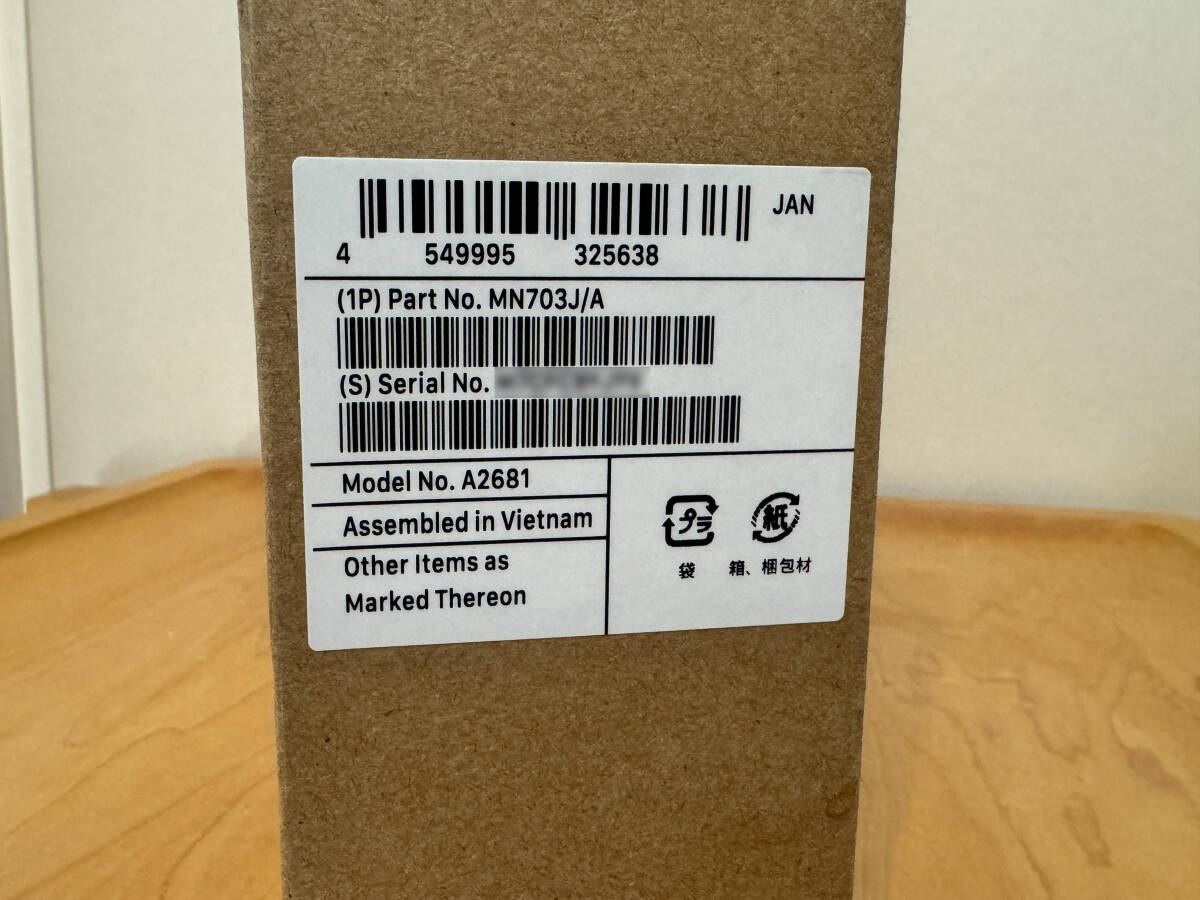 JAN
4 549995 325638
(1P) Part No. MN703J/A
(S) Serial No.
Model No. A2681
Assembled in Vietnam
Other Items as
Marked Thereon
プラ
紙
袋
箱、梱包材